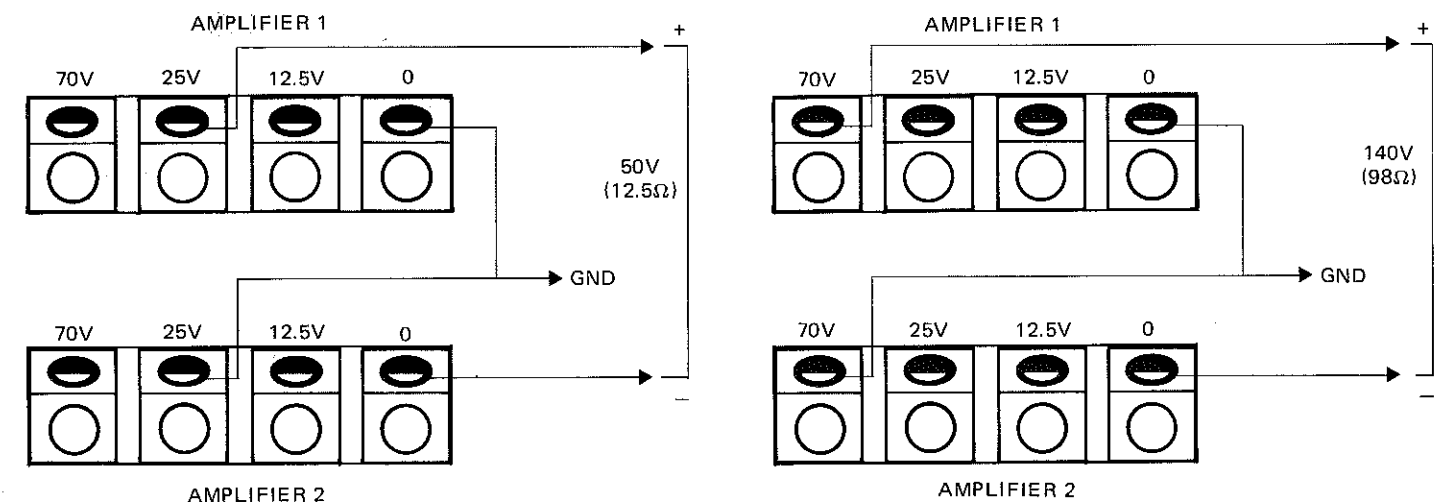 AMPLIFIER 1
+
70V 25V 12.5V 0
50V
(12.5Ω)
GND
70V 25V 12.5V 0
–
AMPLIFIER 2
AMPLIFIER 1
+
70V 25V 12.5V 0
140V
(98Ω)
GND
70V 25V 12.5V 0
–
AMPLIFIER 2